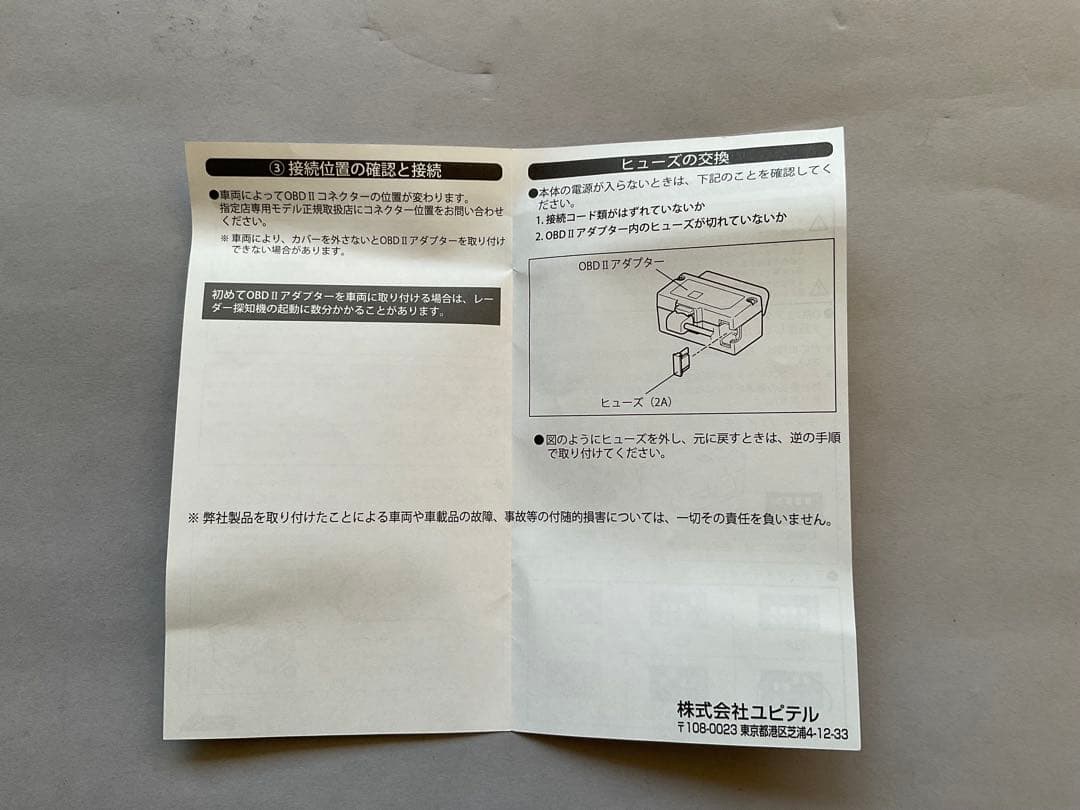 ③ 接続位置の確認と接続
●車両によってOBDⅡコネクターの位置が変わります。
指定店専用モデル正規取扱店にコネクター位置をお問い合わせ
ください。
※ 車両により、カバーを外さないとOBDⅡアダプターを取り付け
できない場合があります。
初めてOBDⅡアダプターを車両に取り付ける場合は、レー
ダー探知機の起動に数分かかることがあります。
ヒューズの交換
●本体の電源が入らないときは、下記のことを確認してく
ださい。
1. 接続コード類がはずれていないか
2. OBDⅡアダプター内のヒューズが切れていないか
OBDⅡアダプター
ヒューズ（2A）
●図のようにヒューズを外し、元に戻すときは、逆の手順
で取り付けてください。
※ 弊社製品を取り付けたことによる車両や車載品の故障、事故等の付随的損害については、一切その責任を負いません。
株式会社ユピテル
〒108-0023 東京都港区芝浦4-12-33